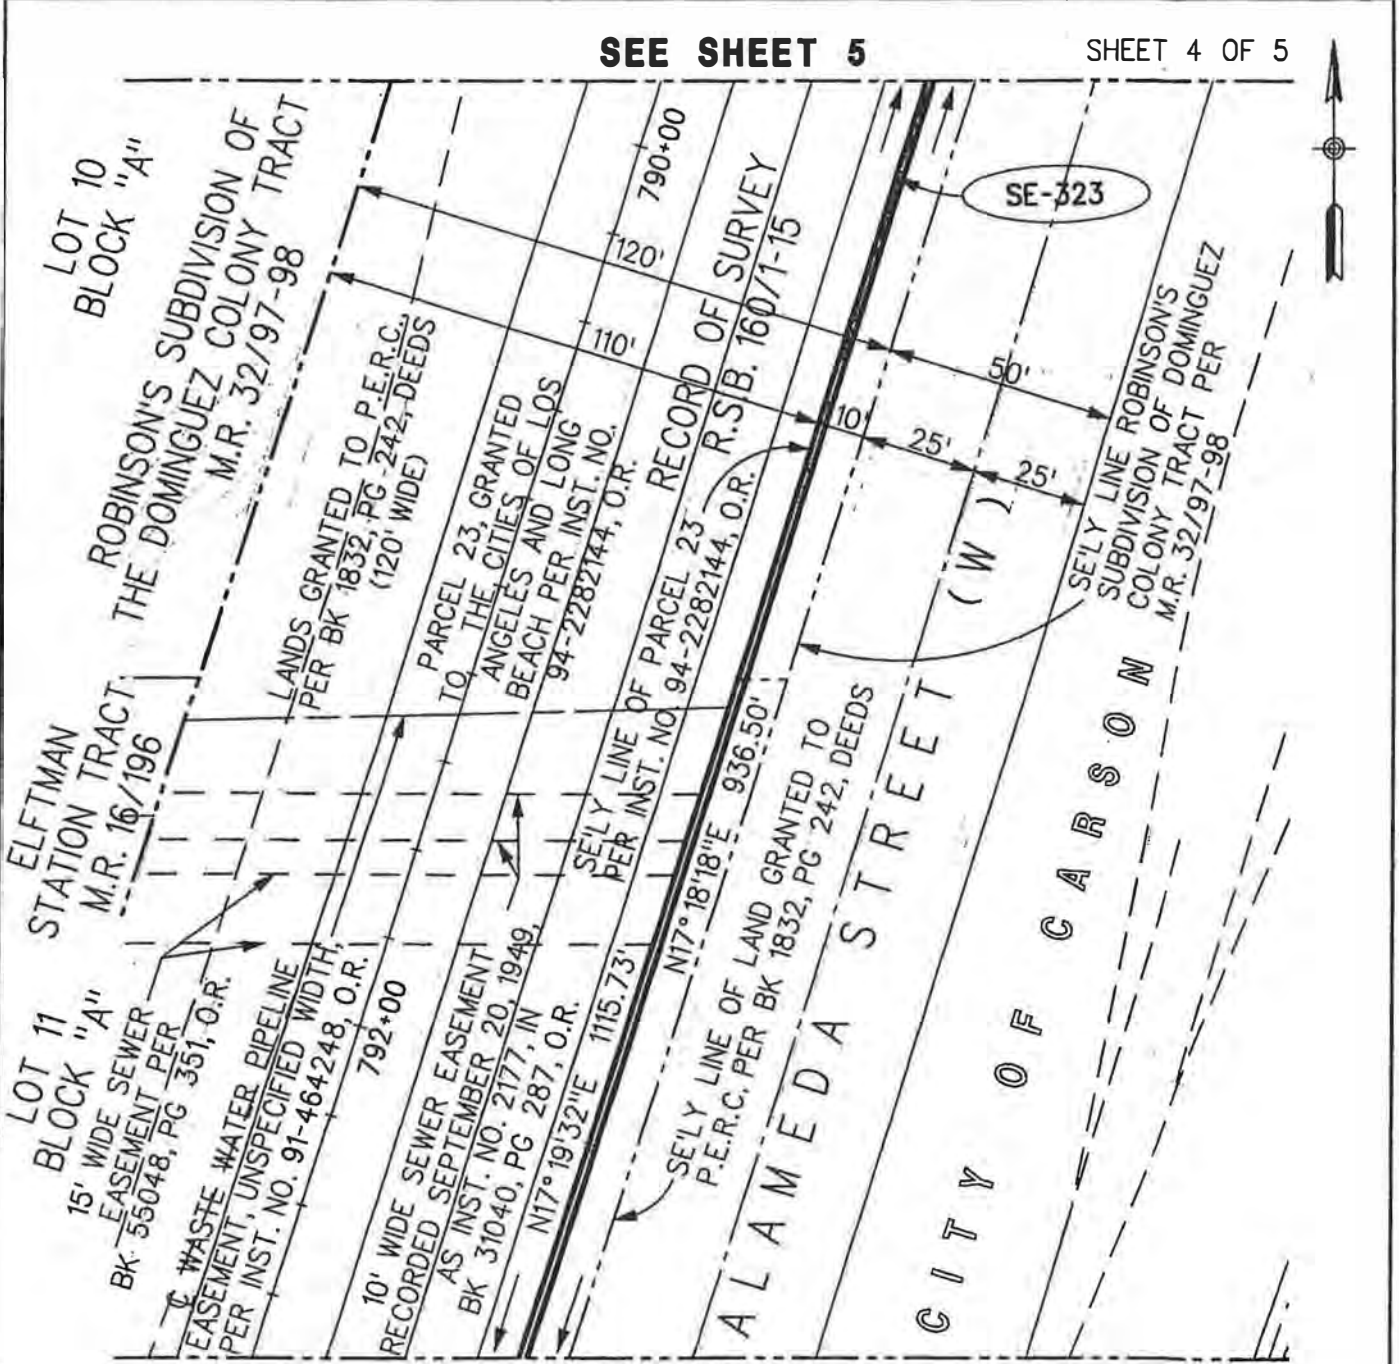 SEE SHEET 5
SHEET 4 OF 5
LOT 10
BLOCK "A"
ROBINSON'S SUBDIVISION OF
THE DOMINGUEZ COLONY TRACT
M.R. 32/97-98
790+00
SE-323
120'
110'
50'
10'
25'
25'
RECORD OF SURVEY
R.S.B. 160/1-15
LANDS GRANTED TO P.E.R.C.,
PER BK 1832, PG 242, DEEDS
(120' WIDE)
PARCEL 23, GRANTED
TO THE CITIES OF LOS
ANGELES AND LONG
BEACH PER INST. NO.
94-2282144, O.R.
SE'LY LINE OF PARCEL 23
PER INST. NO. 94-2282144, O.R.
SE'LY LINE ROBINSON'S
SUBDIVISION OF DOMINGUEZ
COLONY TRACT PER
M.R. 32/97-98
ELFTMAN
STATION TRACT
M.R. 16/196
N17°18'18"E 936.50'
SE'LY LINE OF LAND GRANTED TO
P.E.R.C. PER BK 1832, PG 242, DEEDS
ALAMEDA STREET (W)
CITY OF CARSON
LOT 11
BLOCK "A"
15' WIDE SEWER
EASEMENT PER
BK 55048, PG 351, O.R.
℄ WASTE WATER PIPELINE
EASEMENT, UNSPECIFIED WIDTH,
PER INST. NO. 91-464248, O.R.
792+00
10' WIDE SEWER EASEMENT
RECORDED SEPTEMBER 20, 1949,
AS INST. NO. 2177, IN
BK 31040, PG 287, O.R.
N17°19'32"E 1115.73'